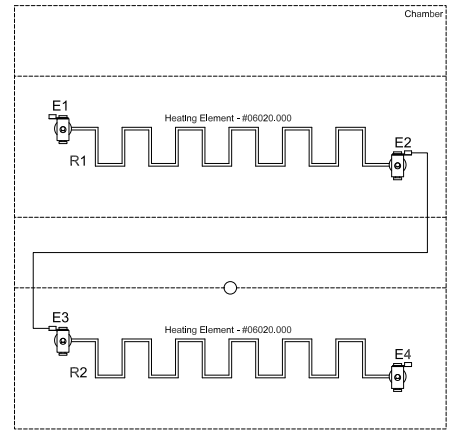 Chamber
E1
Heating Element - #06020.000
E2
R1
E3
Heating Element - #06020.000
E4
R2